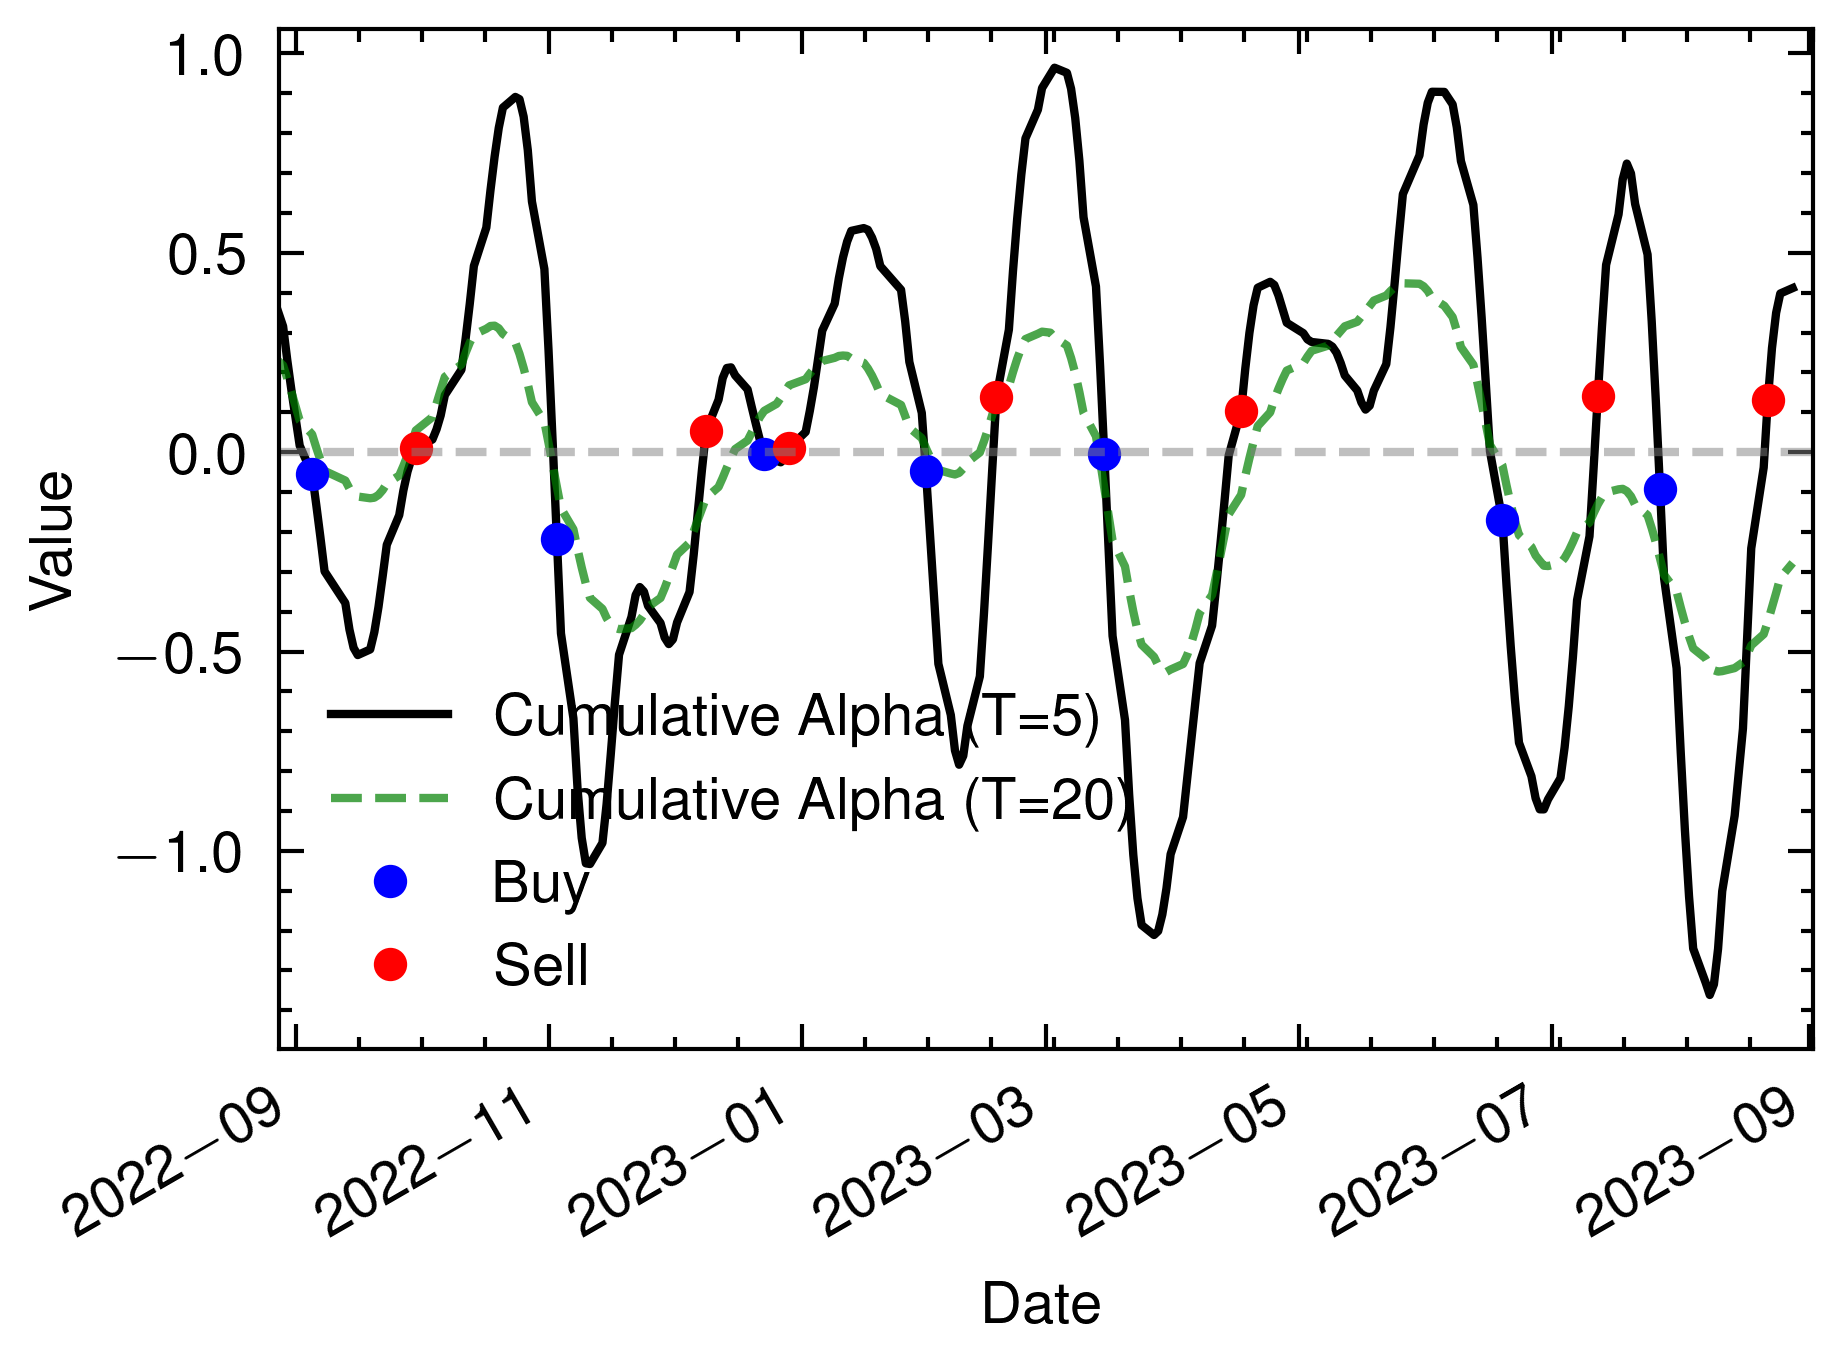 1.0
0.5
0.0
−0.5
−1.0
Value
Cumulative Alpha (T=5)
Cumulative Alpha (T=20)
Buy
Sell
2022−09
2022−11
2023−01
2023−03
2023−05
2023−07
2023−09
Date